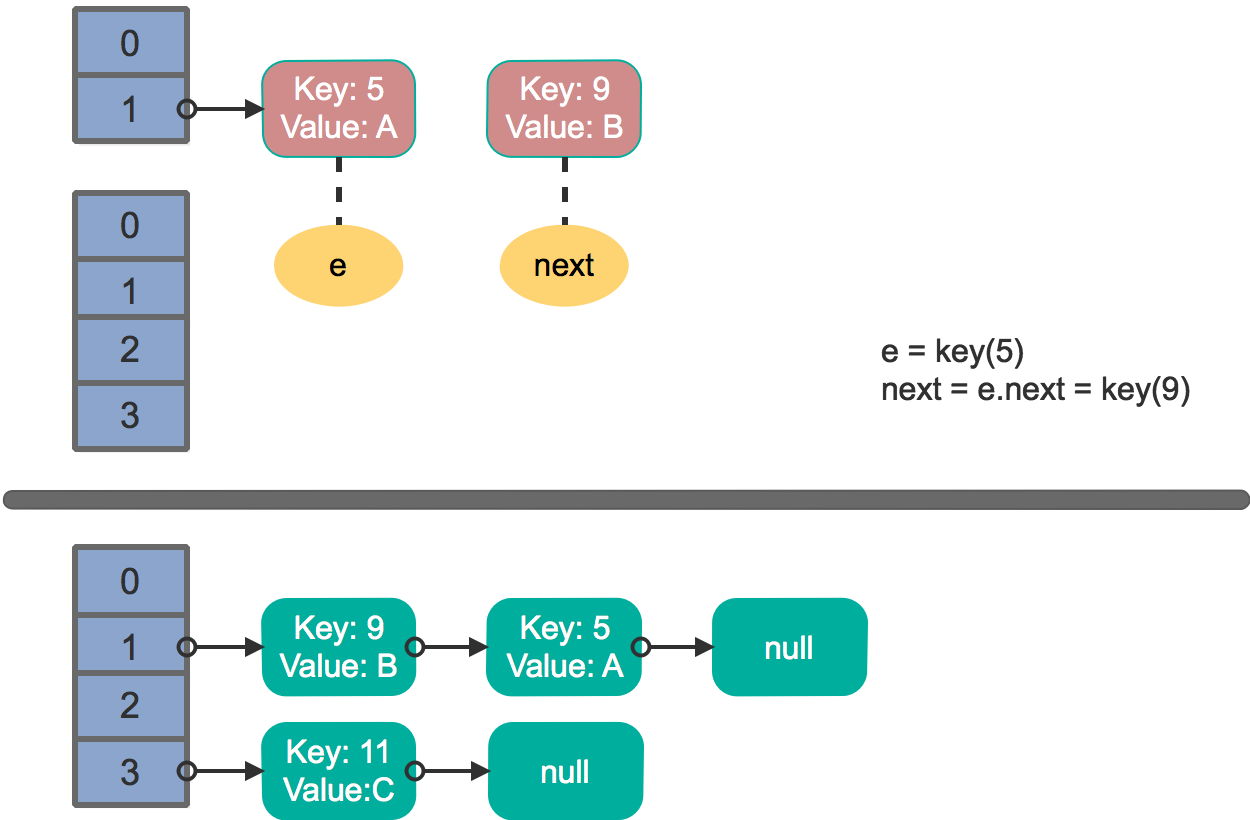 0
1
Key: 5
Value: A
Key: 9
Value: B
0
1
2
3
e
next
e = key(5)
next = e.next = key(9)
0
1
2
3
Key: 9
Value: B
Key: 5
Value: A
null
Key: 11
Value:C
null